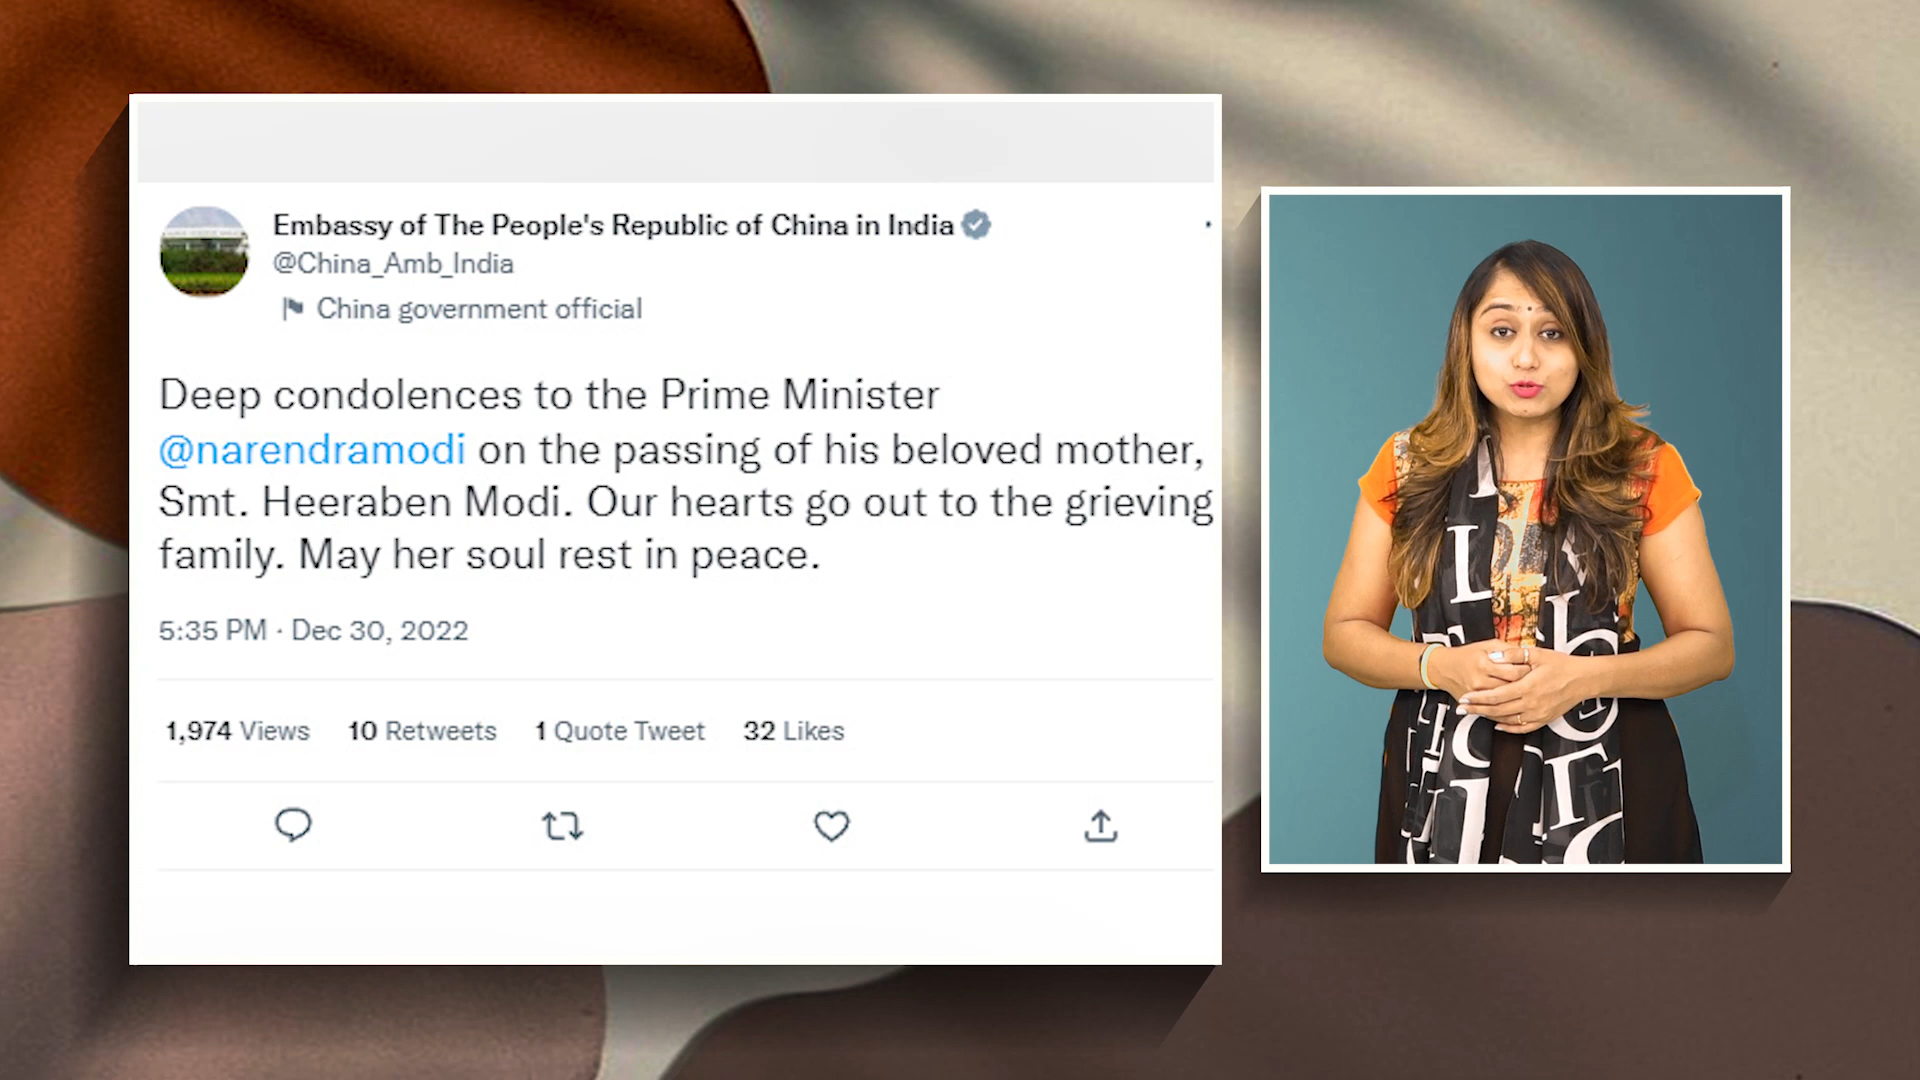 Embassy of The People's Republic of China in India
@China_Amb_India
China government official
Deep condolences to the Prime Minister
@narendramodi on the passing of his beloved mother,
Smt. Heeraben Modi. Our hearts go out to the grieving
family. May her soul rest in peace.
5:35 PM · Dec 30, 2022
1,974 Views 10 Retweets 1 Quote Tweet 32 Likes